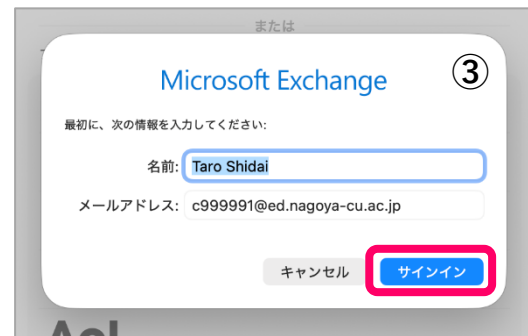 または
Microsoft Exchange
③
最初に、次の情報を入力してください:
名前: Taro Shidai
メールアドレス: c999991@ed.nagoya-cu.ac.jp
キャンセル サインイン
Aol